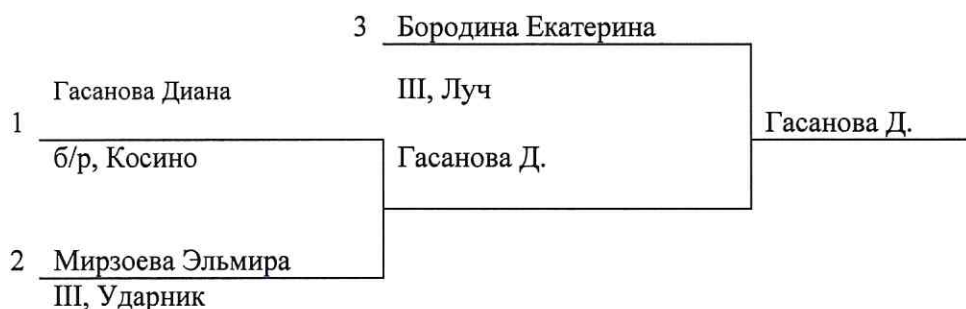 3 Бородина Екатерина
Гасанова Диана
III, Луч
1
Гасанова Д.
б/р, Косино
Гасанова Д.
2 Мирзоева Эльмира
III, Ударник